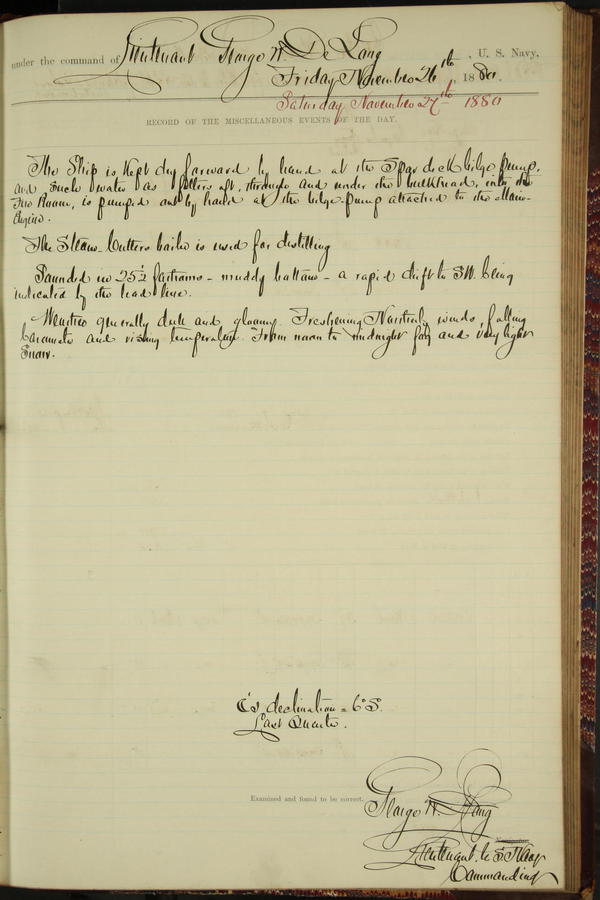 under the command of Lieutenant George W. De Long, U. S. Navy,
Friday November 26th, 1880.
Saturday November 27th 1880
RECORD OF THE MISCELLANEOUS EVENTS OF THE DAY.
The Ship is kept dry forward by hand at the Spar deck bilge pump,
and such water as filters aft, through and under the bulkhead, into the
Fire Room, is pumped out by hand at the bilge pump attached to the Main-
Engine.
The Steam-Cutters boiler is used for distilling
Sounded in 25½ fathoms - muddy bottom - a rapid drift to SW. being
indicated by the lead line.
Weather generally dull and gloomy. Freshening Northerly winds, falling
barometer and rising temperature. From noon to midnight fog and very light
Snow.
☾'s declination = 6° S.
Last Quarter.
Examined and found to be correct.
George W. De Long
Navigator.
Lieutenant, U.S. Navy
Commanding